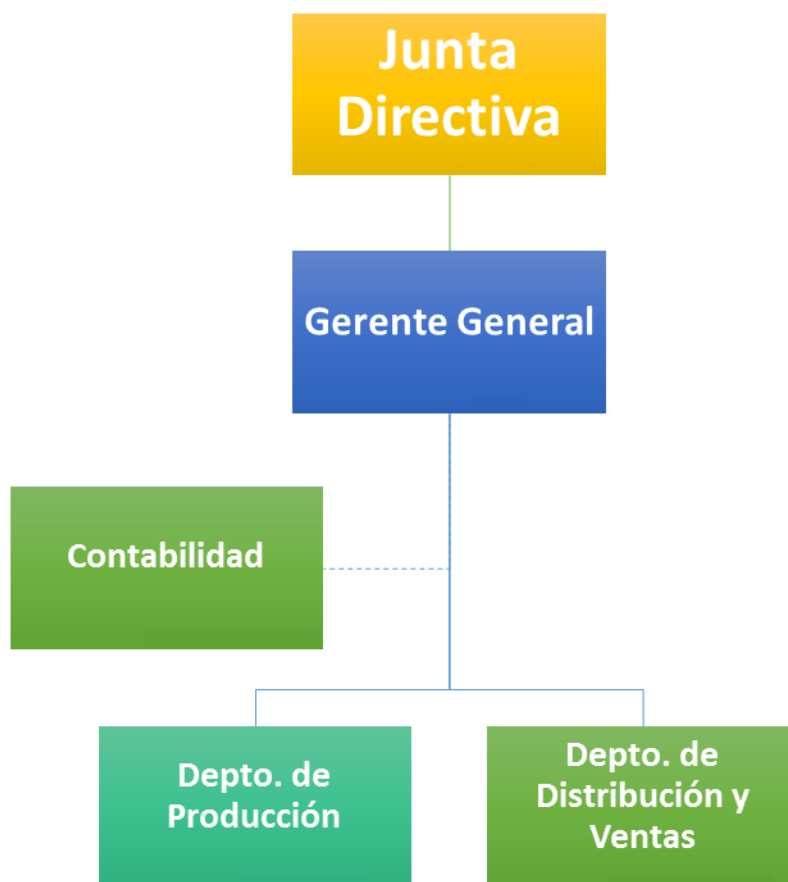 Junta
Directiva
Gerente General
Contabilidad
Depto. de
Producción
Depto. de
Distribución y
Ventas